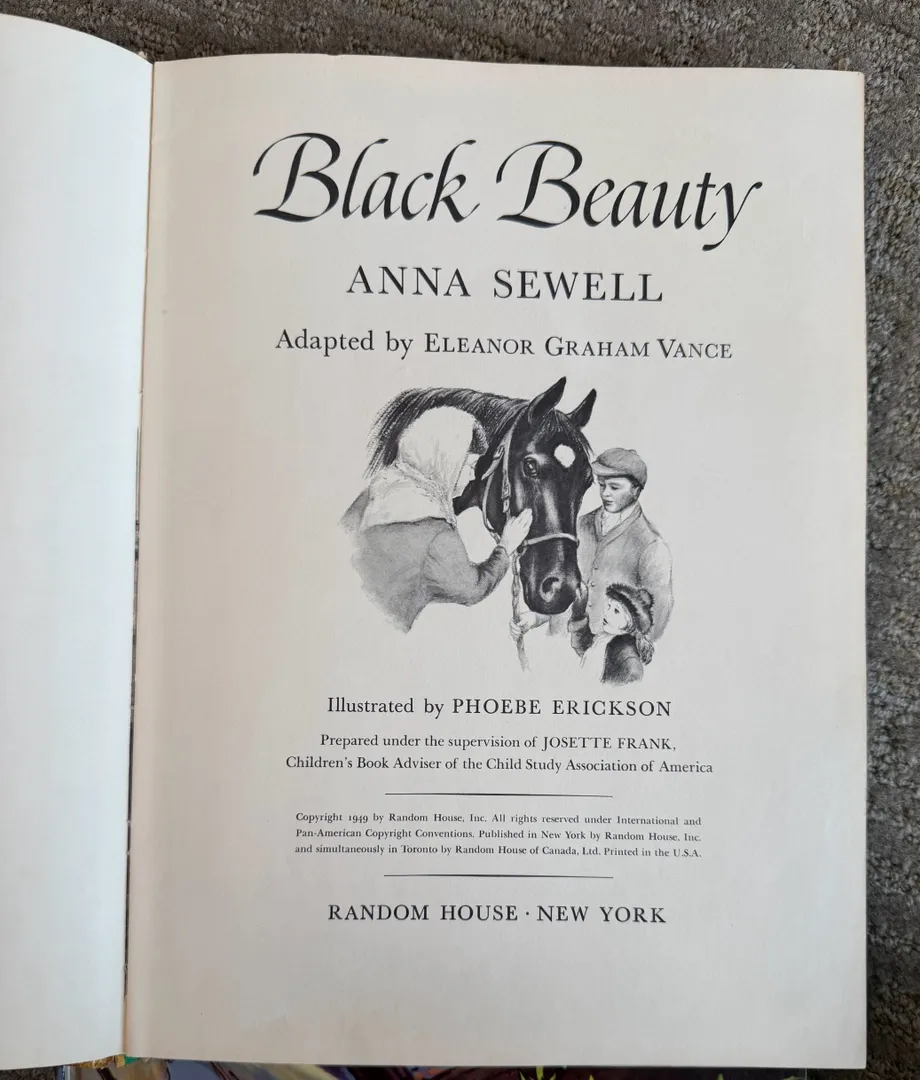 Black Beauty
ANNA SEWELL
Adapted by ELEANOR GRAHAM VANCE
Illustrated by PHOEBE ERICKSON
Prepared under the supervision of JOSETTE FRANK,
Children's Book Adviser of the Child Study Association of America
Copyright 1949 by Random House, Inc. All rights reserved under International and
Pan-American Copyright Conventions. Published in New York by Random House, Inc.
and simultaneously in Toronto by Random House of Canada, Ltd. Printed in the U.S.A.
RANDOM HOUSE · NEW YORK